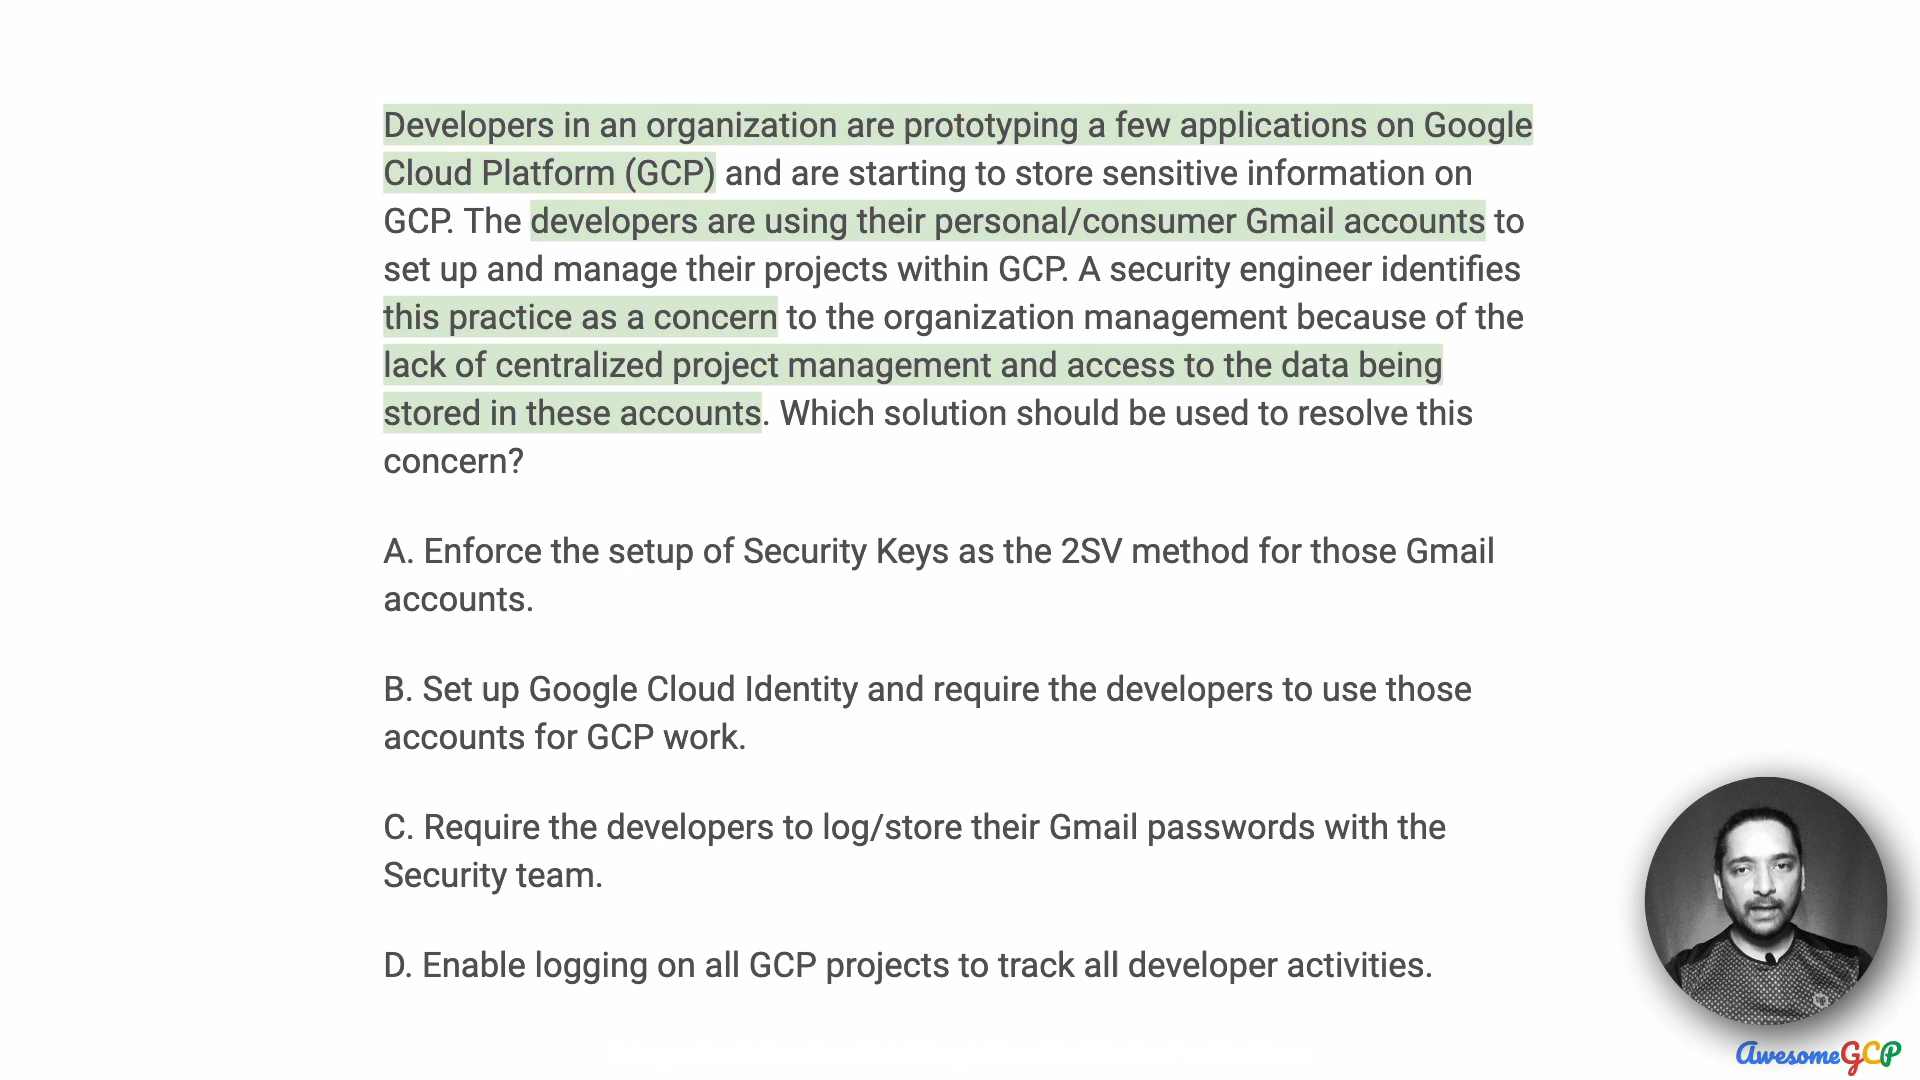 Developers in an organization are prototyping a few applications on Google
Cloud Platform (GCP) and are starting to store sensitive information on
GCP. The developers are using their personal/consumer Gmail accounts to
set up and manage their projects within GCP. A security engineer identifies
this practice as a concern to the organization management because of the
lack of centralized project management and access to the data being
stored in these accounts. Which solution should be used to resolve this
concern?
A. Enforce the setup of Security Keys as the 2SV method for those Gmail
accounts.
B. Set up Google Cloud Identity and require the developers to use those
accounts for GCP work.
C. Require the developers to log/store their Gmail passwords with the
Security team.
D. Enable logging on all GCP projects to track all developer activities.
AwesomeGCP